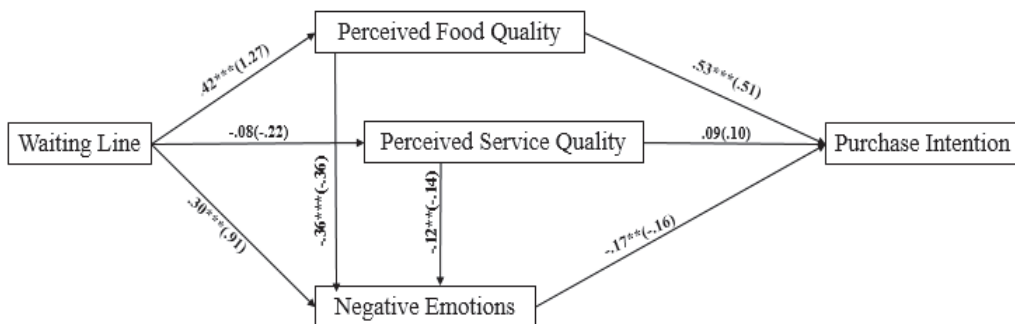 Perceived Food Quality
.42***(1.27)
.53***(.51)
Waiting Line
-.08(-.22)
Perceived Service Quality
.09(.10)
Purchase Intention
-.36***(-.36)
-.12**(-.14)
.30***(.91)
-.17**(-.16)
Negative Emotions